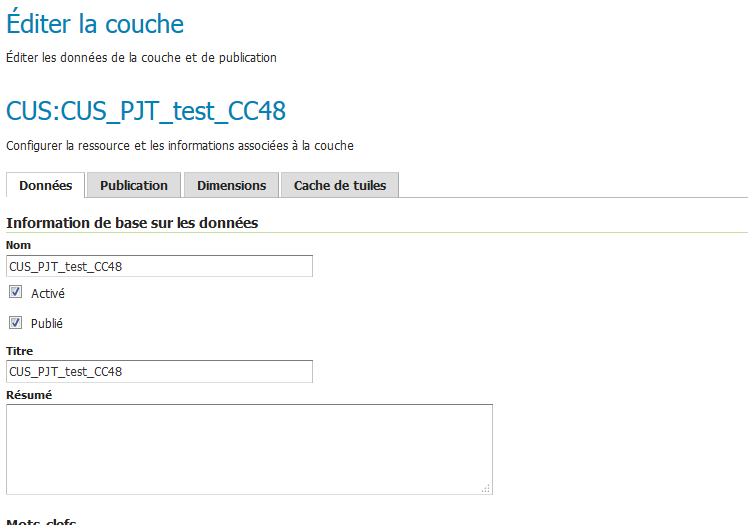 Éditer la couche
Éditer les données de la couche et de publication
CUS:CUS_PJT_test_CC48
Configurer la ressource et les informations associées à la couche
Données Publication Dimensions Cache de tuiles
Information de base sur les données
Nom
CUS_PJT_test_CC48
Activé
Publié
Titre
CUS_PJT_test_CC48
Résumé
Mots-clefs